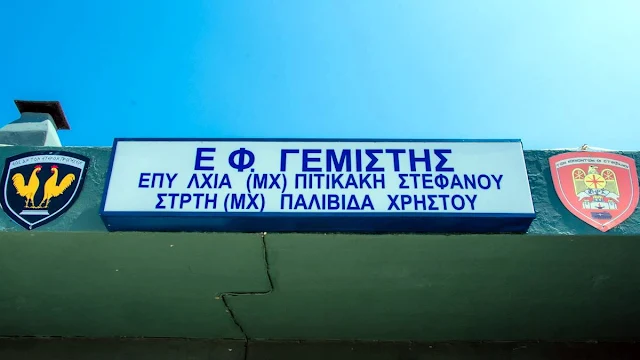 Ε Φ. ΓΕΜΙΣΤΗΣ
ΕΠΥ ΛΧΙΑ (ΜΧ) ΠΙΤΙΚΑΚΗ ΣΤΕΦΑΝΟΥ
ΣΤΡΤΗ (ΜΧ) ΠΑΛΙΒΙΔΑ ΧΡΗΣΤΟΥ